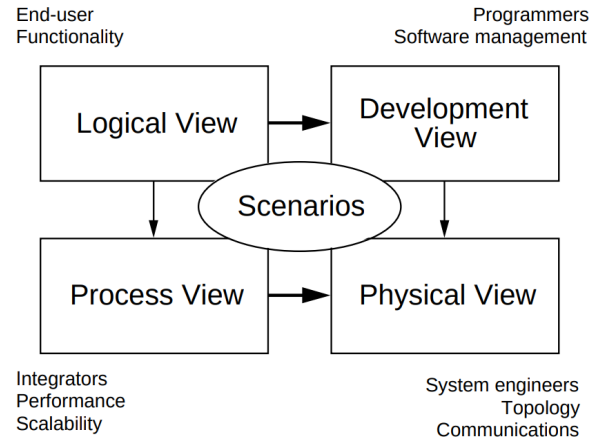 End-user
Functionality
Programmers
Software management
Logical View
Development
View
Scenarios
Process View
Physical View
Integrators
Performance
Scalability
System engineers
Topology
Communications